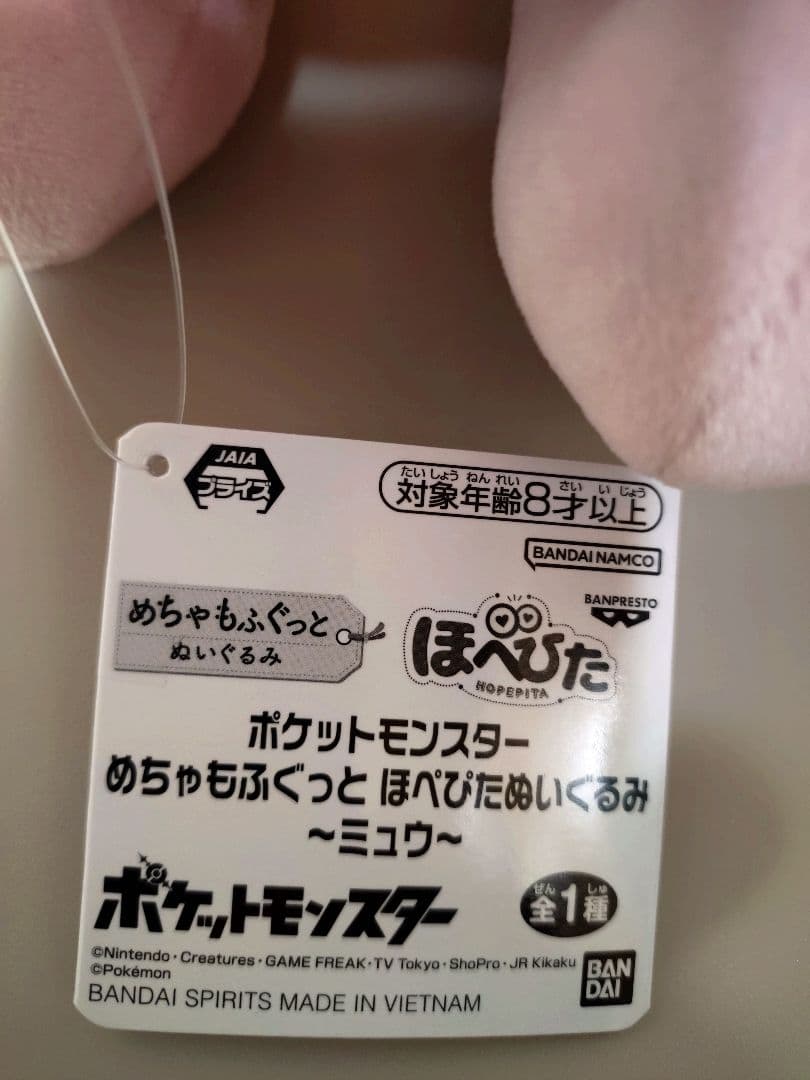 JAIA
プライズ
たいしょうねんれい さいいじょう
対象年齢8才以上
BANDAI NAMCO
BANPRESTO
めちゃもふぐっと
ぬいぐるみ
ほぺぴた
HOPEPITA
ポケットモンスター
めちゃもふぐっと ほぺぴたぬいぐるみ
~ミュウ~
ポケットモンスター
ぜん しゅ
全1種
©Nintendo・Creatures・GAME FREAK・TV Tokyo・ShoPro・JR Kikaku
©Pokémon
BANDAI SPIRITS MADE IN VIETNAM
BAN
DAI